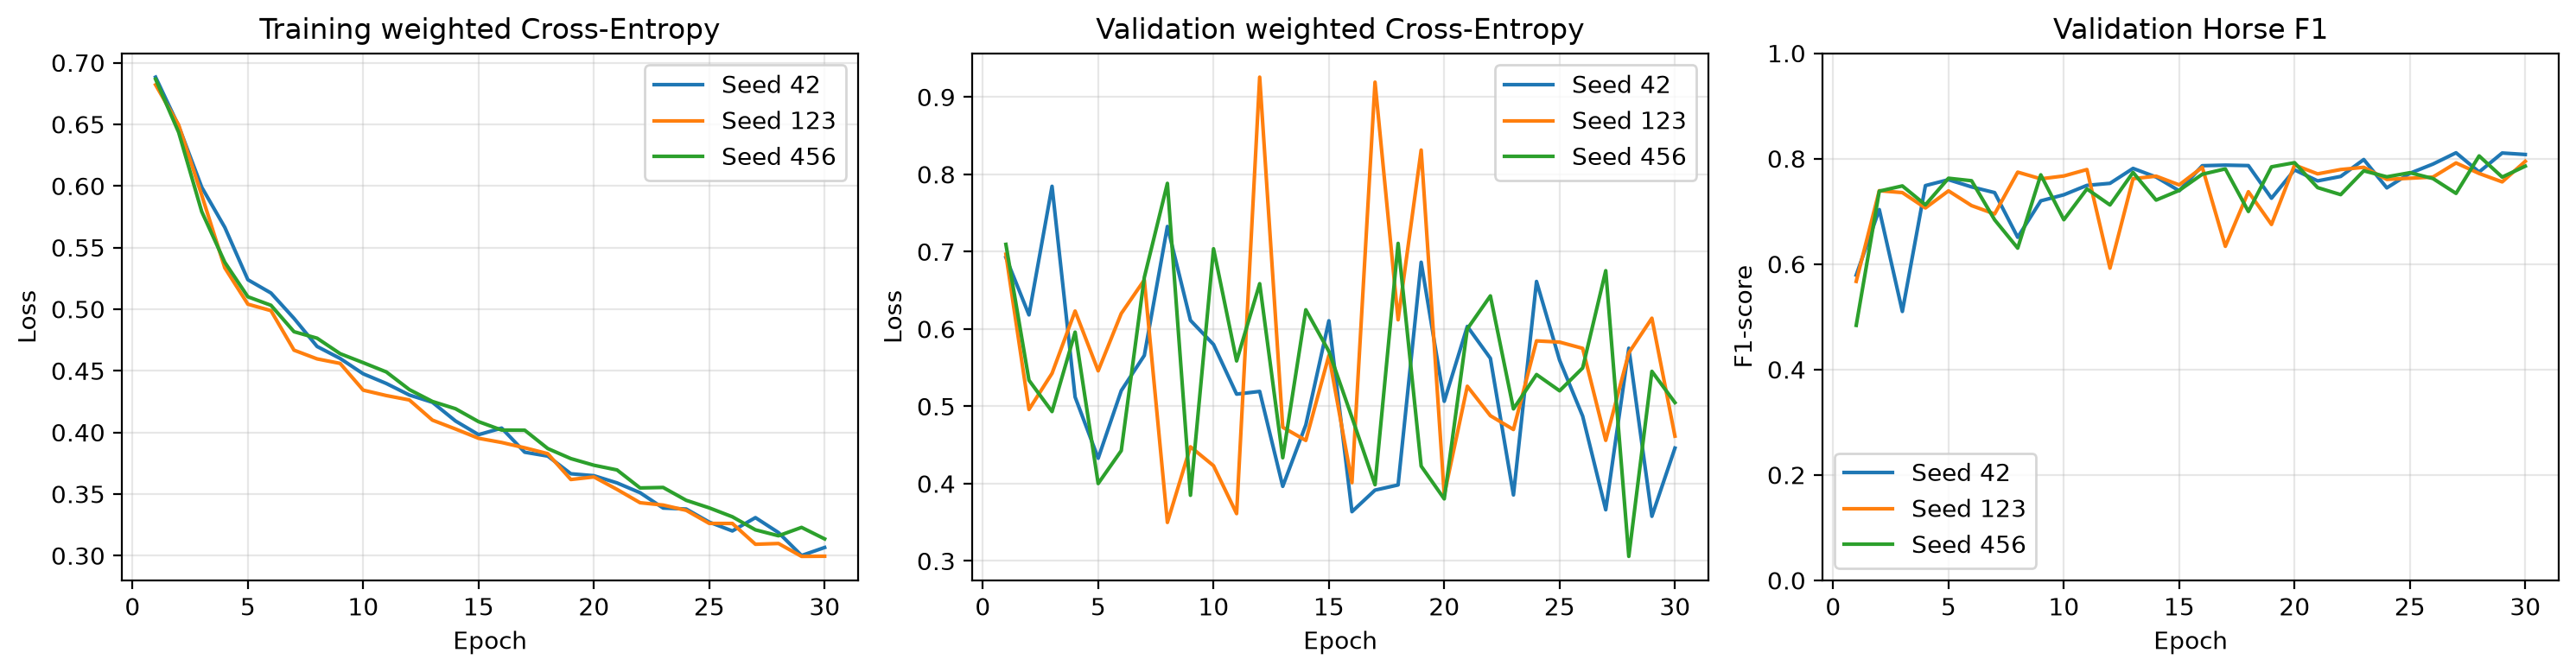 Training weighted Cross-Entropy
Loss
0.70
0.65
0.60
0.55
0.50
0.45
0.40
0.35
0.30
0
5
10
15
20
25
30
Epoch
Seed 42
Seed 123
Seed 456
Validation weighted Cross-Entropy
Loss
0.9
0.8
0.7
0.6
0.5
0.4
0.3
0
5
10
15
20
25
30
Epoch
Seed 42
Seed 123
Seed 456
Validation Horse F1
F1-score
1.0
0.8
0.6
0.4
0.2
0.0
0
5
10
15
20
25
30
Epoch
Seed 42
Seed 123
Seed 456